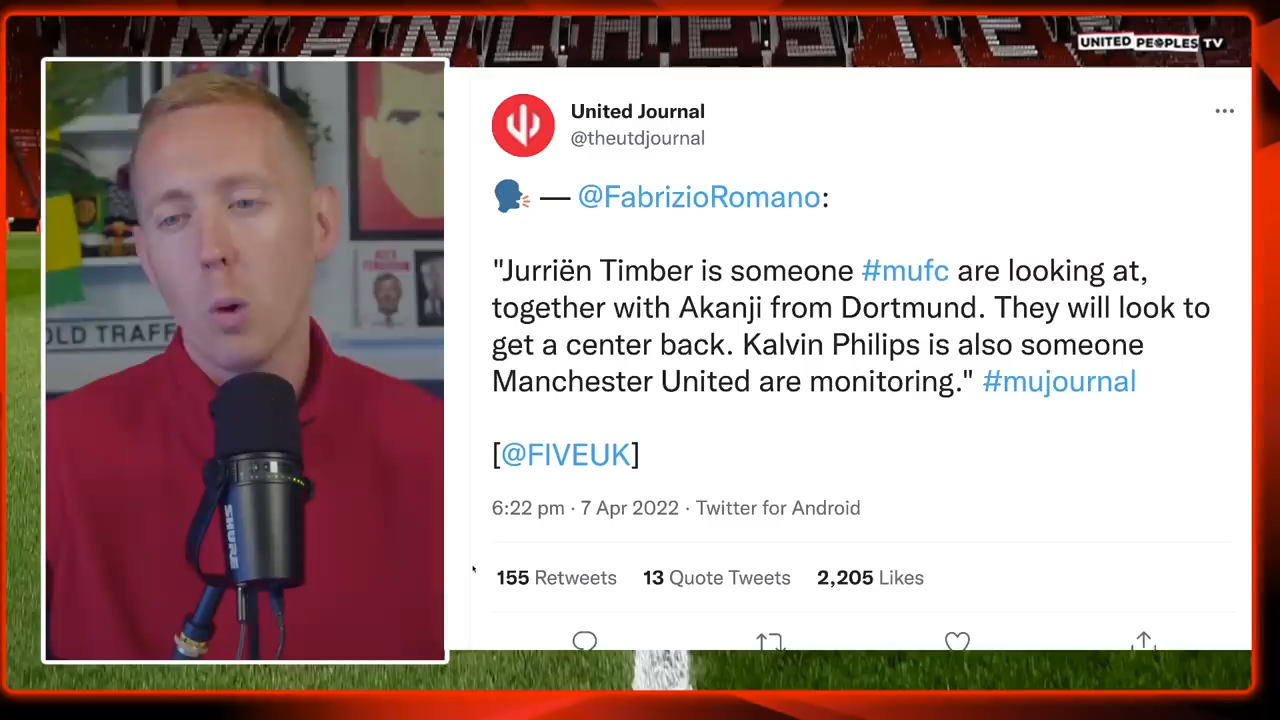 MANCHESTE
UNITED PEOPLES TV
United Journal
@theutdjournal
— @FabrizioRomano:
"Jurriën Timber is someone #mufc are looking at,
together with Akanji from Dortmund. They will look to
get a center back. Kalvin Philips is also someone
Manchester United are monitoring." #mujournal
[@FIVEUK]
6:22 pm · 7 Apr 2022 · Twitter for Android
155 Retweets 13 Quote Tweets 2,205 Likes
OLD TRAFF
SHURE